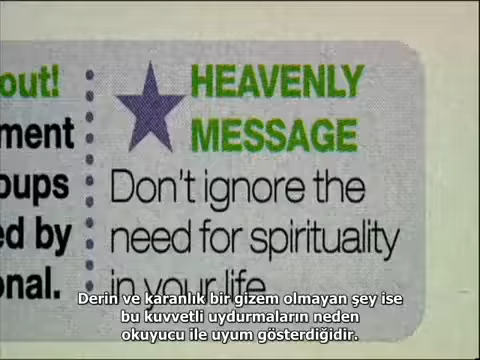 out!
ment
oups
ed by
onal.
HEAVENLY
MESSAGE
Don't ignore the
need for spirituality
in your life
Derin ve karanlık bir gizem olmayan şey ise
bu kuvvetli uydurmaların neden
okuyucu ile uyum gösterdiğidir.